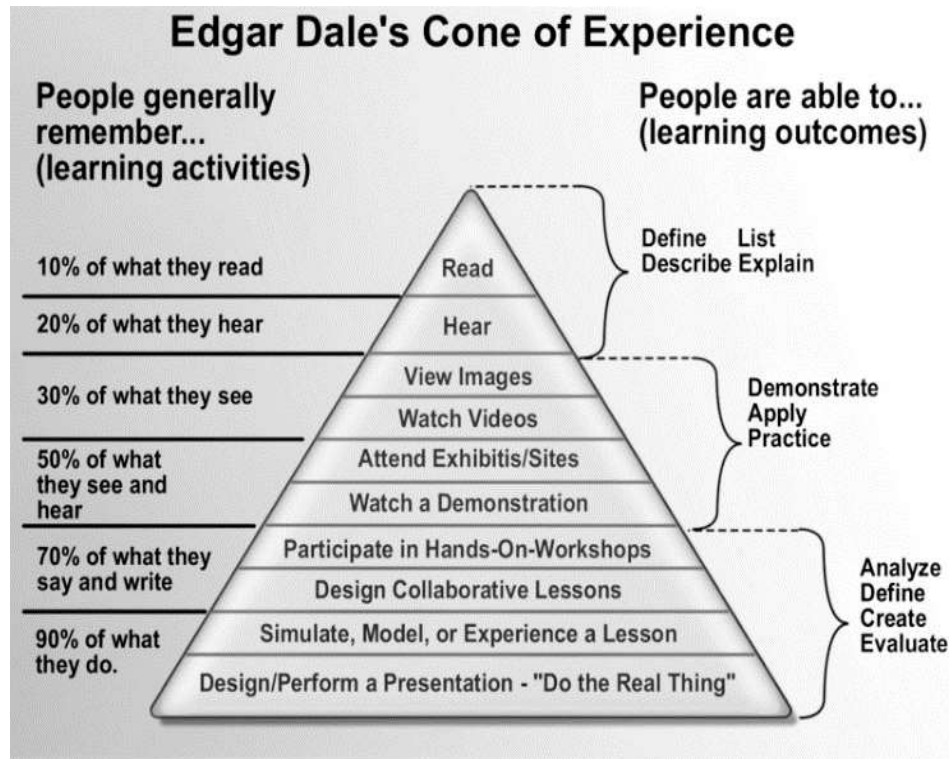 Edgar Dale's Cone of Experience
People generally
remember...
(learning activities)
People are able to...
(learning outcomes)
10% of what they read
20% of what they hear
30% of what they see
50% of what
they see and
hear
70% of what they
say and write
90% of what
they do.
Read
Hear
View Images
Watch Videos
Attend Exhibitis/Sites
Watch a Demonstration
Participate in Hands-On-Workshops
Design Collaborative Lessons
Simulate, Model, or Experience a Lesson
Design/Perform a Presentation - "Do the Real Thing"
Define List
Describe Explain
Demonstrate
Apply
Practice
Analyze
Define
Create
Evaluate